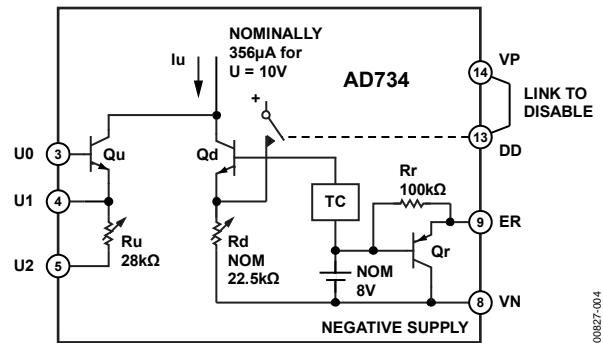 NOMINALLY
356µA for
U = 10V
Iu
AD734
VP
14
LINK TO
DISABLE
13
DD
+
U0
3
Qu
Qd
U1
4
TC
Rr
100kΩ
9
ER
Ru
28kΩ
Rd
NOM
22.5kΩ
NOM
8V
Qr
U2
5
8
VN
NEGATIVE SUPPLY
00827-004